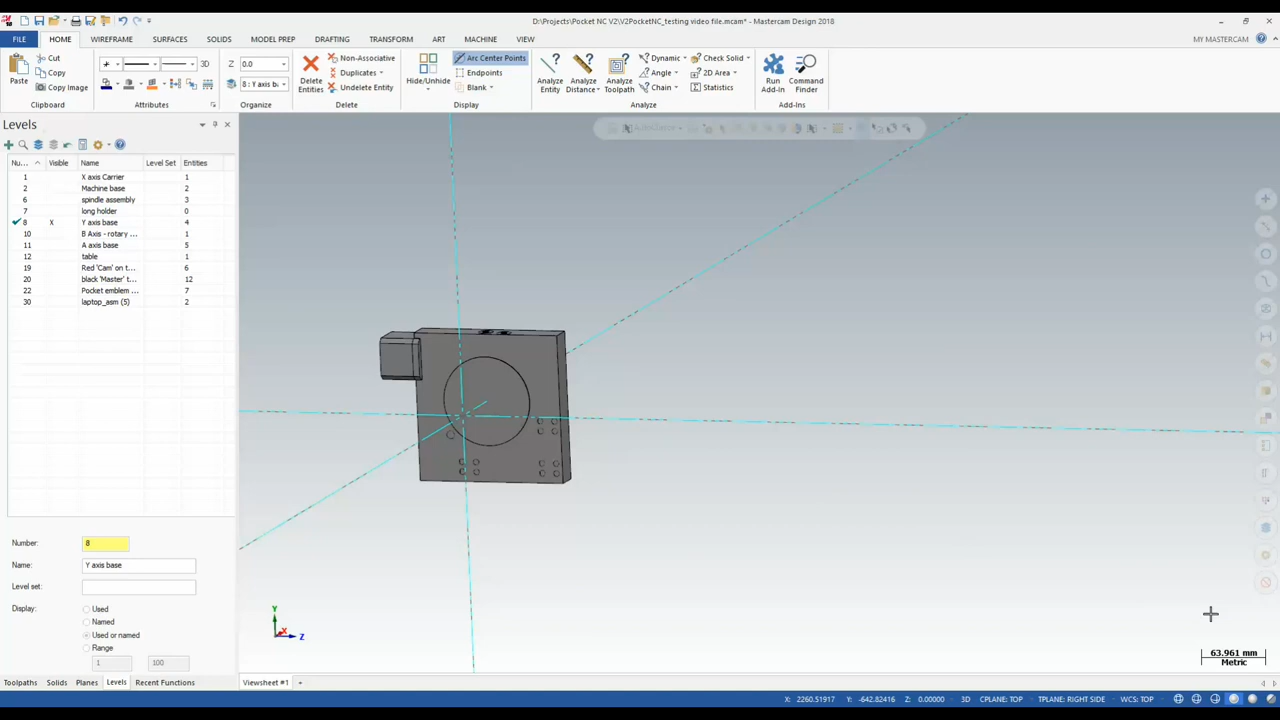 D:\Projects\Pocket NC V2\V2PocketNC_testing video file.mcam* - Mastercam Design 2018
FILE HOME WIREFRAME SURFACES SOLIDS MODEL PREP DRAFTING TRANSFORM ART MACHINE VIEW MY MASTERCAM
Paste Cut Copy Copy Image
Clipboard
3D
Attributes
Z 0.0
8 : Y axis b
Organize
Delete Entities Non-Associative Duplicates Undelete Entity
Delete
Hide/Unhide Arc Center Points Endpoints Blank
Display
Analyze Entity Analyze Distance Analyze Toolpath Dynamic Angle Chain Check Solid 2D Area Statistics
Analyze
Run Add-in Command Finder
Add-Ins
Levels
Nu... Visible Name Level Set Entities
1 X axis Carrier 1
2 Machine base 2
6 spindle assembly 3
7 long holder 0
8 X Y axis base 4
10 B Axis - rotary ... 1
11 A axis base 5
12 table 1
19 Red 'Cam' on t... 6
20 black 'Master' t... 12
22 Pocket emblem ... 7
30 laptop_asm (5) 2
Number: 8
Name: Y axis base
Level set:
Display: Used
Named
Used or named
Range
1 100
Y
X
Z
63.961 mm
Metric
Toolpaths Solids Planes Levels Recent Functions Viewsheet #1 +
X: 2260.51917 Y: -642.82416 Z: 0.00000 3D CPLANE: TOP TPLANE: RIGHT SIDE WCS: TOP